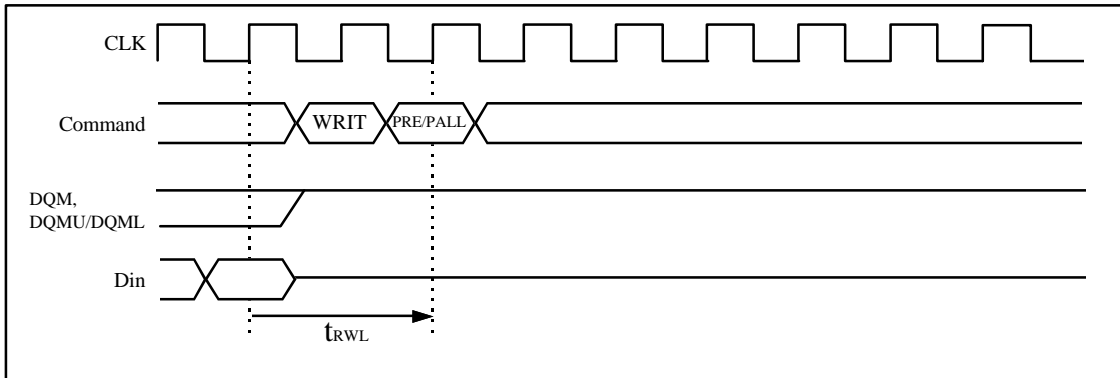 CLK
Command
WRIT
PRE/PALL
DQM,
DQMU/DQML
Din
tRWL